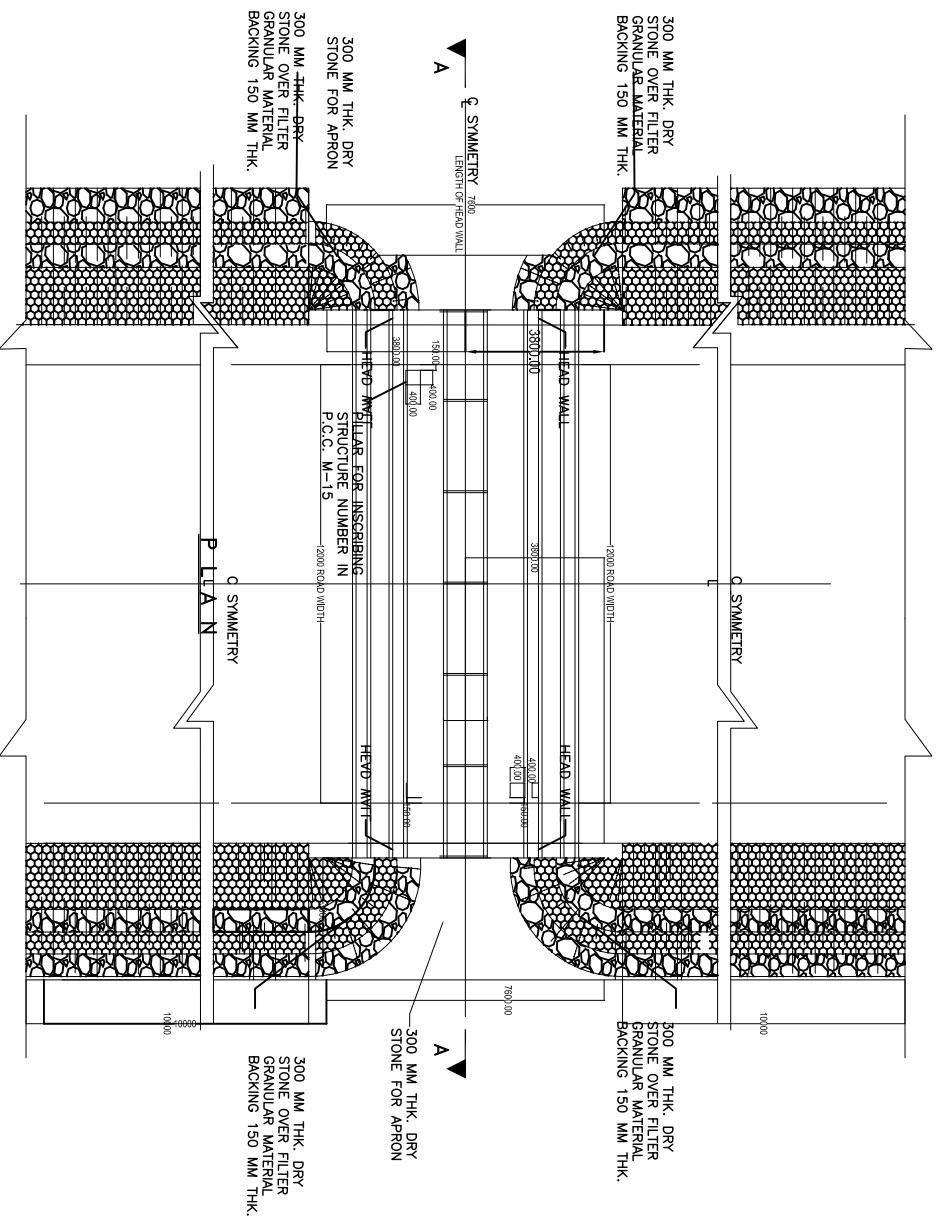 300 MM THK. DRY
STONE OVER FILTER
GRANULAR MATERIAL
BACKING 150 MM THK.
300 MM THK. DRY
STONE OVER FILTER
GRANULAR MATERIAL
BACKING 150 MM THK.
C SYMMETRY
L
10000
HEAD WALL
HEAD WALL
12000 ROAD WIDTH
A
C SYMMETRY
L
7600
LENGTH OF HEAD WALL
3800.00
3800.00
400.00
400.00
150.00
7600.00
A
150.00
400.00
400.00
3800.00
150.00
HEAD WALL
HEAD WALL
PILLAR FOR INSCRIBING
STRUCTURE NUMBER IN
P.C.C. M-15
12000 ROAD WIDTH
300 MM THK. DRY
STONE FOR APRON
300 MM THK. DRY
STONE FOR APRON
300 MM THK. DRY
STONE OVER FILTER
GRANULAR MATERIAL
BACKING 150 MM THK.
300 MM THK. DRY
STONE OVER FILTER
GRANULAR MATERIAL
BACKING 150 MM THK.
C SYMMETRY
L
10000
10000
PLAN